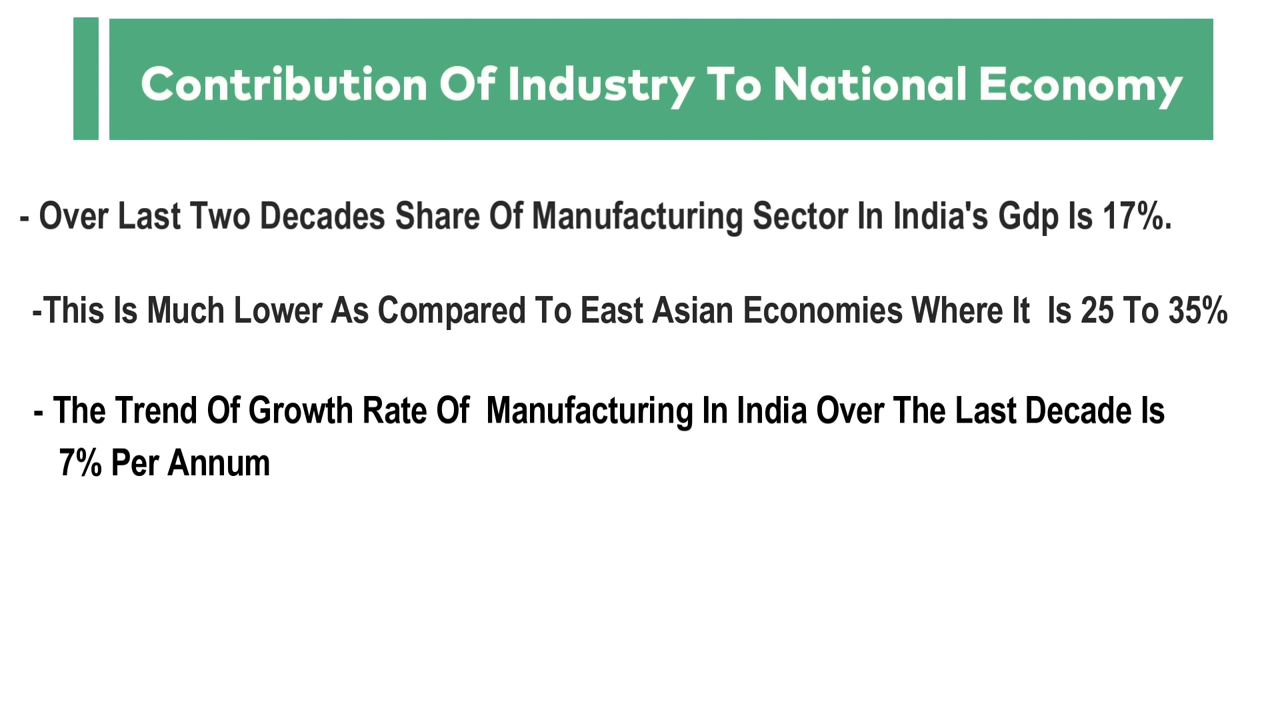 Contribution Of Industry To National Economy
- Over Last Two Decades Share Of Manufacturing Sector In India's Gdp Is 17%.
-This Is Much Lower As Compared To East Asian Economies Where It  Is 25 To 35%
- The Trend Of Growth Rate Of  Manufacturing In India Over The Last Decade Is
7% Per Annum